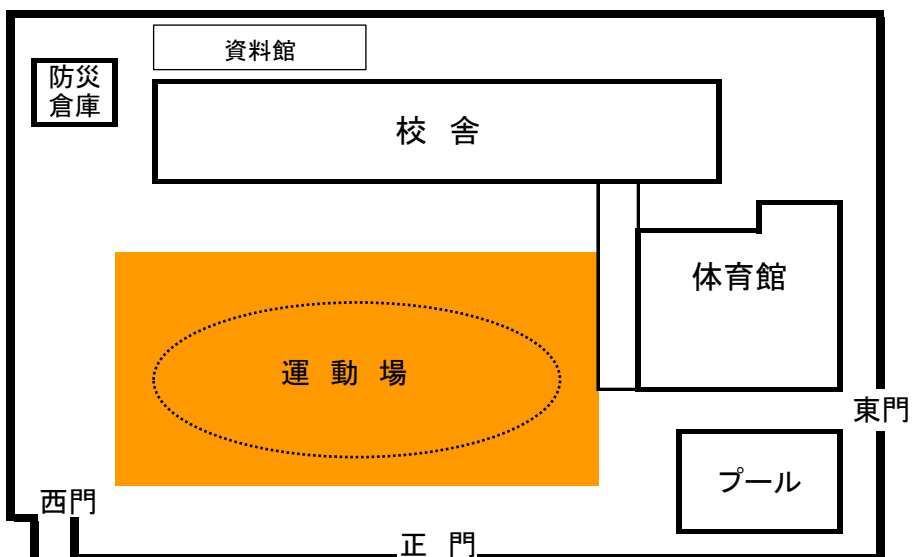 資料館
防災
倉庫
校 舎
体育館
運 動 場
東門
プール
西門
正 門